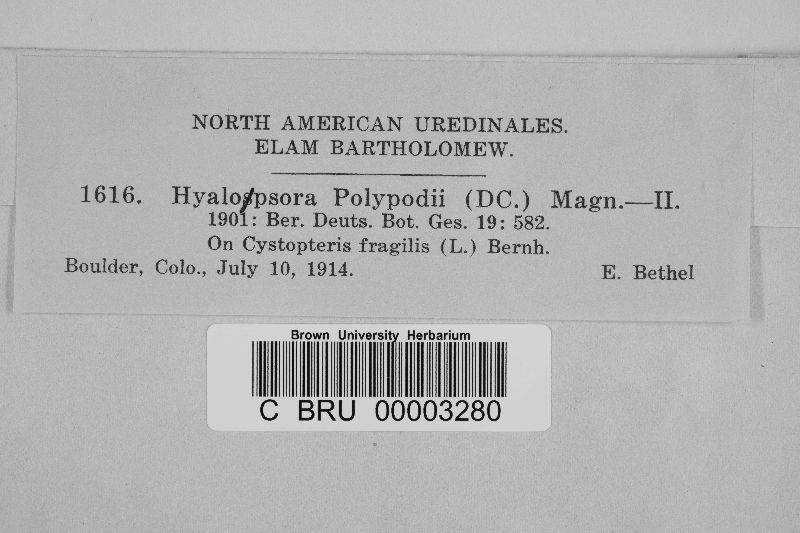 NORTH AMERICAN UREDINALES.
ELAM BARTHOLOMEW.
1616. Hyalopsora Polypodii (DC.) Magn.—II.
1901: Ber. Deuts. Bot. Ges. 19: 582.
On Cystopteris fragilis (L.) Bernh.
Boulder, Colo., July 10, 1914. E. Bethel
Brown University Herbarium
C BRU 00003280